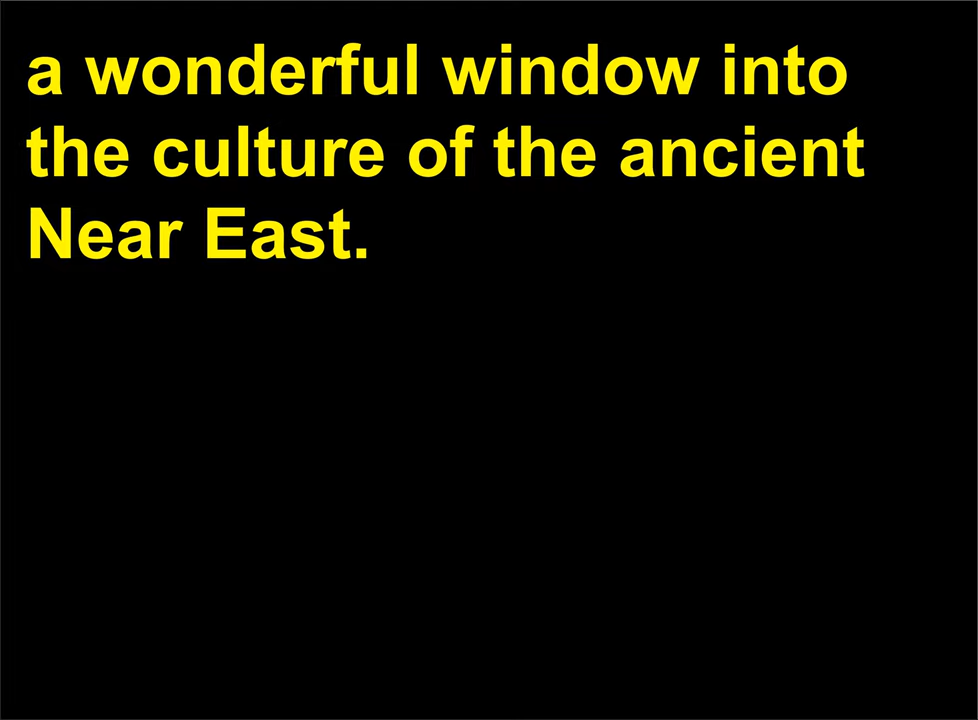 a wonderful window into
the culture of the ancient
Near East.